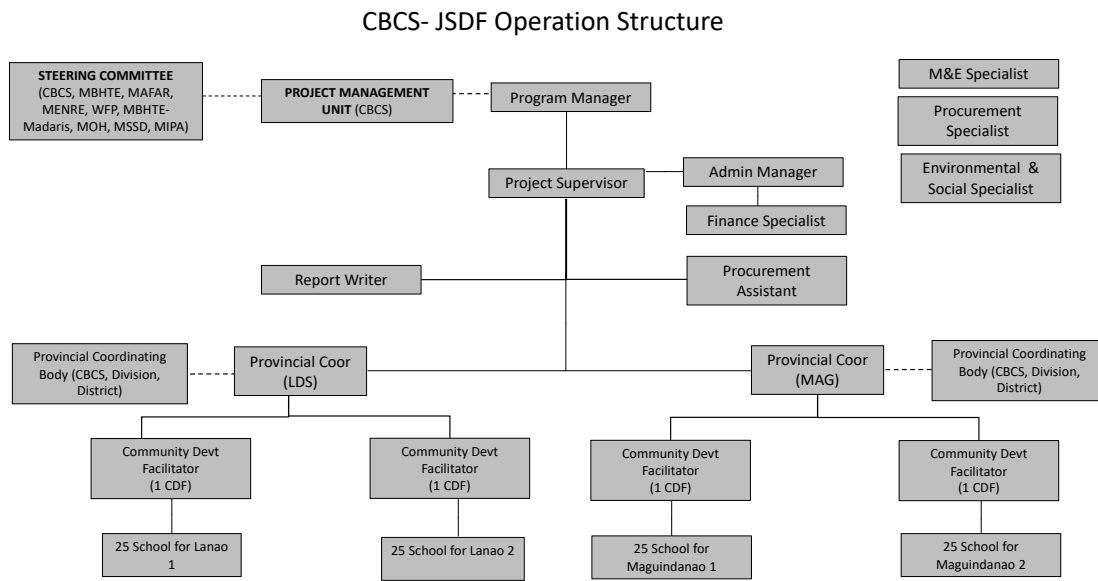 CBCS- JSDF Operation Structure
STEERING COMMITTEE
(CBCS, MBHTE, MAFAR,
MENRE, WFP, MBHTE-
Madaris, MOH, MSSD, MIPA)
PROJECT MANAGEMENT
UNIT (CBCS)
Program Manager
M&E Specialist
Procurement
Specialist
Environmental &
Social Specialist
Project Supervisor
Admin Manager
Finance Specialist
Report Writer
Procurement
Assistant
Provincial Coordinating
Body (CBCS, Division,
District)
Provincial Coor
(LDS)
Provincial Coor
(MAG)
Provincial Coordinating
Body (CBCS, Division,
District)
Community Devt
Facilitator
(1 CDF)
Community Devt
Facilitator
(1 CDF)
Community Devt
Facilitator
(1 CDF)
Community Devt
Facilitator
(1 CDF)
25 School for Lanao
1
25 School for Lanao 2
25 School for
Maguindanao 1
25 School for
Maguindanao 2